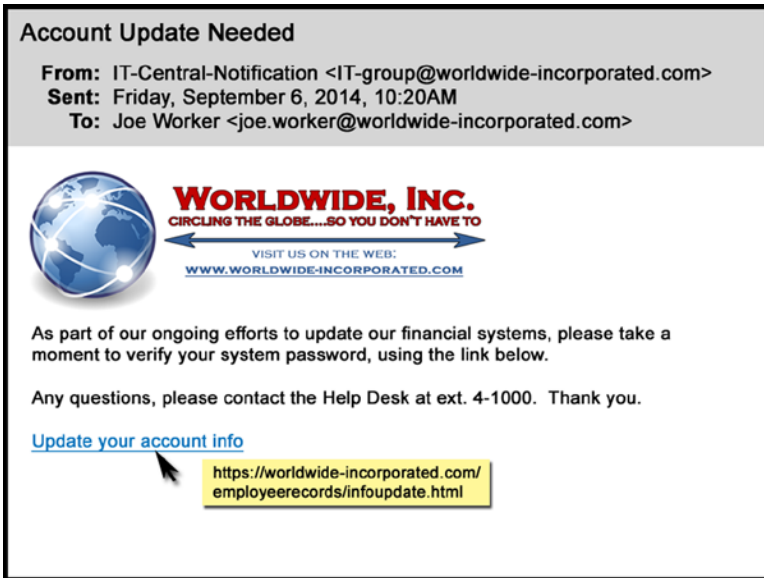 Account Update Needed
From: IT-Central-Notification <IT-group@worldwide-incorporated.com>
Sent: Friday, September 6, 2014, 10:20AM
To: Joe Worker <joe.worker@worldwide-incorporated.com>
WORLDWIDE, INC.
CIRCLING THE GLOBE....SO YOU DON'T HAVE TO
VISIT US ON THE WEB:
WWW.WORLDWIDE-INCORPORATED.COM
As part of our ongoing efforts to update our financial systems, please take a
moment to verify your system password, using the link below.
Any questions, please contact the Help Desk at ext. 4-1000.  Thank you.
Update your account info
https://worldwide-incorporated.com/
employeerecords/infoupdate.html